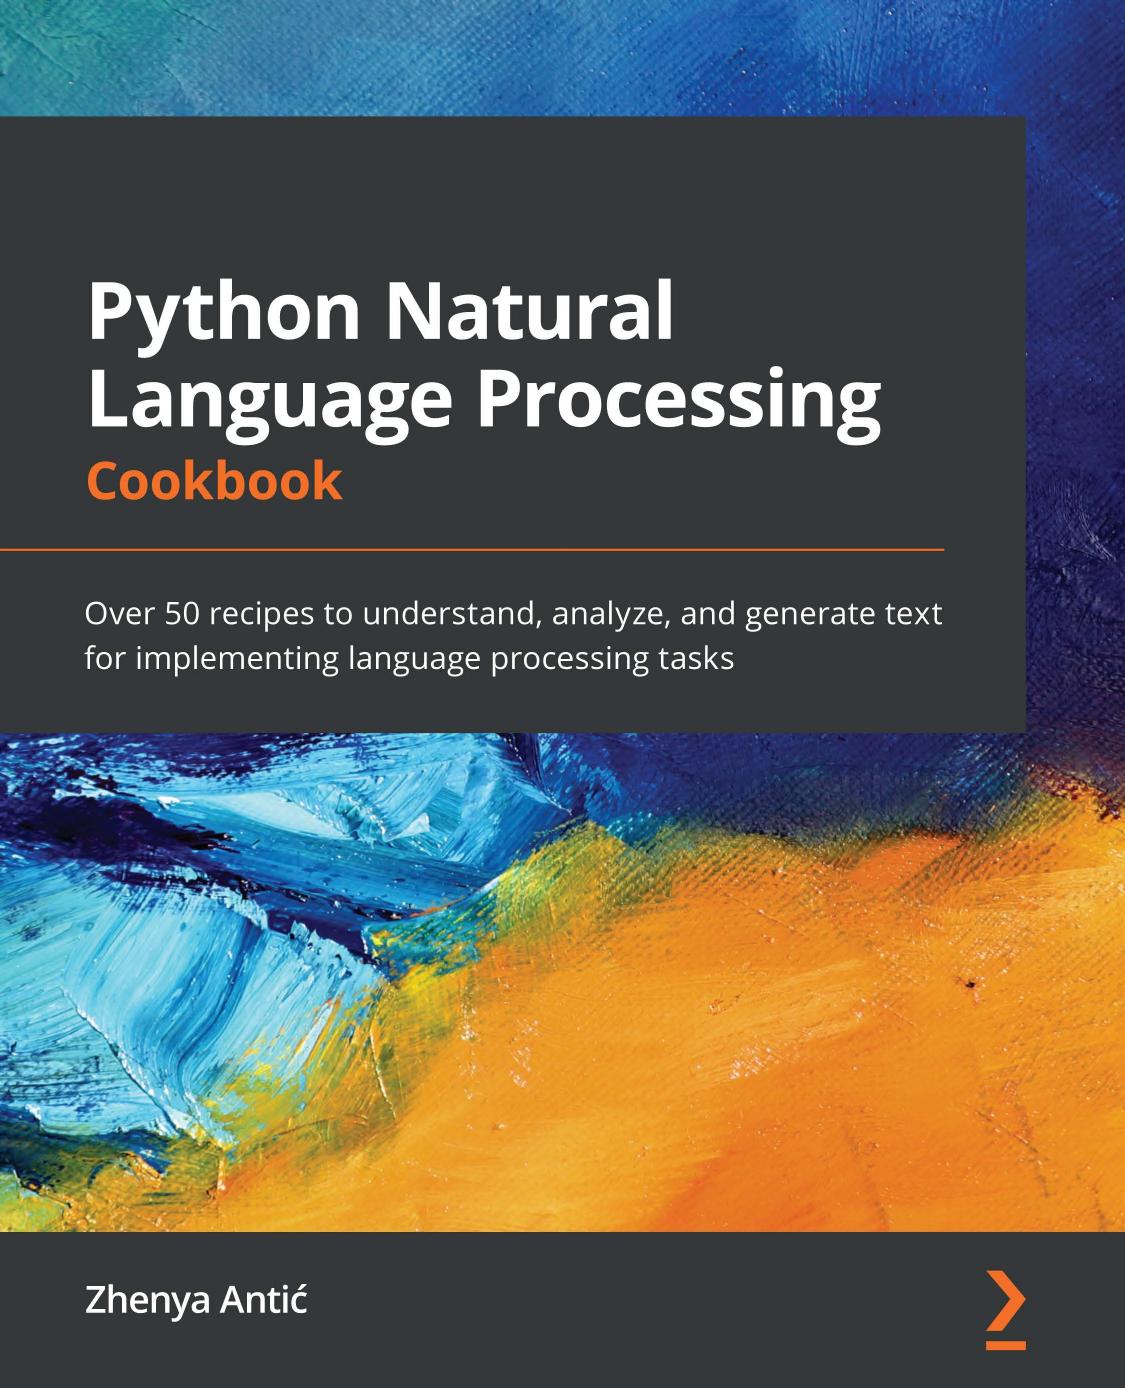 Python Natural
Language Processing
Cookbook
Over 50 recipes to understand, analyze, and generate text
for implementing language processing tasks
Zhenya Antić